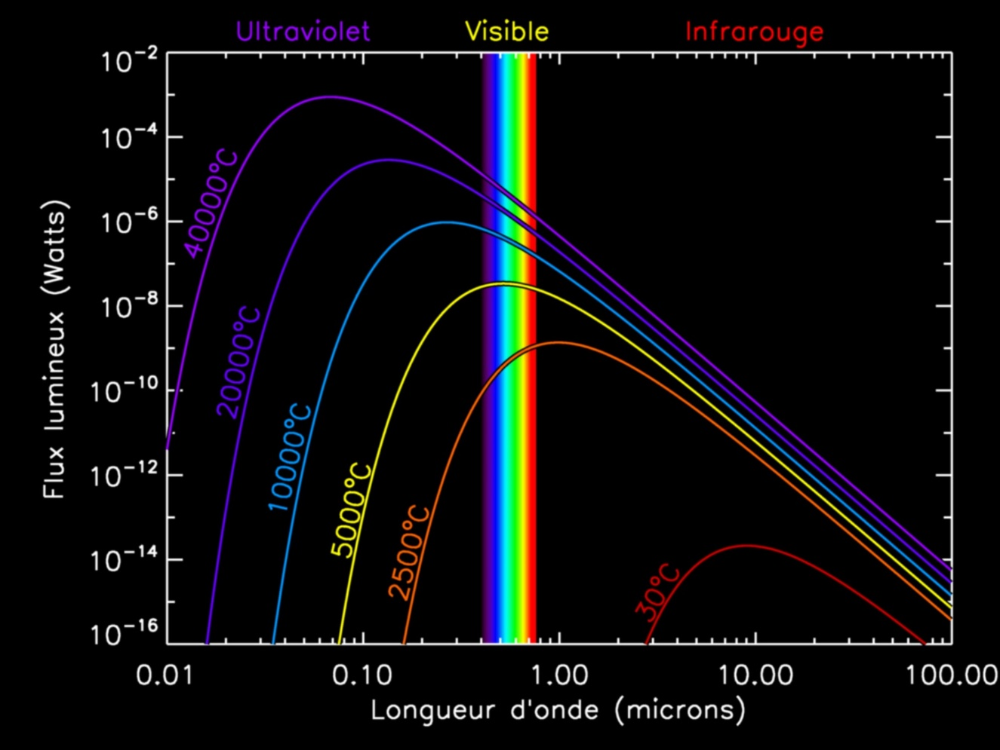 Ultraviolet Visible Infrarouge
10⁻²
10⁻⁴
10⁻⁶
10⁻⁸
10⁻¹⁰
10⁻¹²
10⁻¹⁴
10⁻¹⁶
Flux lumineux (Watts)
40000°C
20000°C
10000°C
5000°C
2500°C
30°C
0.01 0.10 1.00 10.00 100.00
Longueur d'onde (microns)